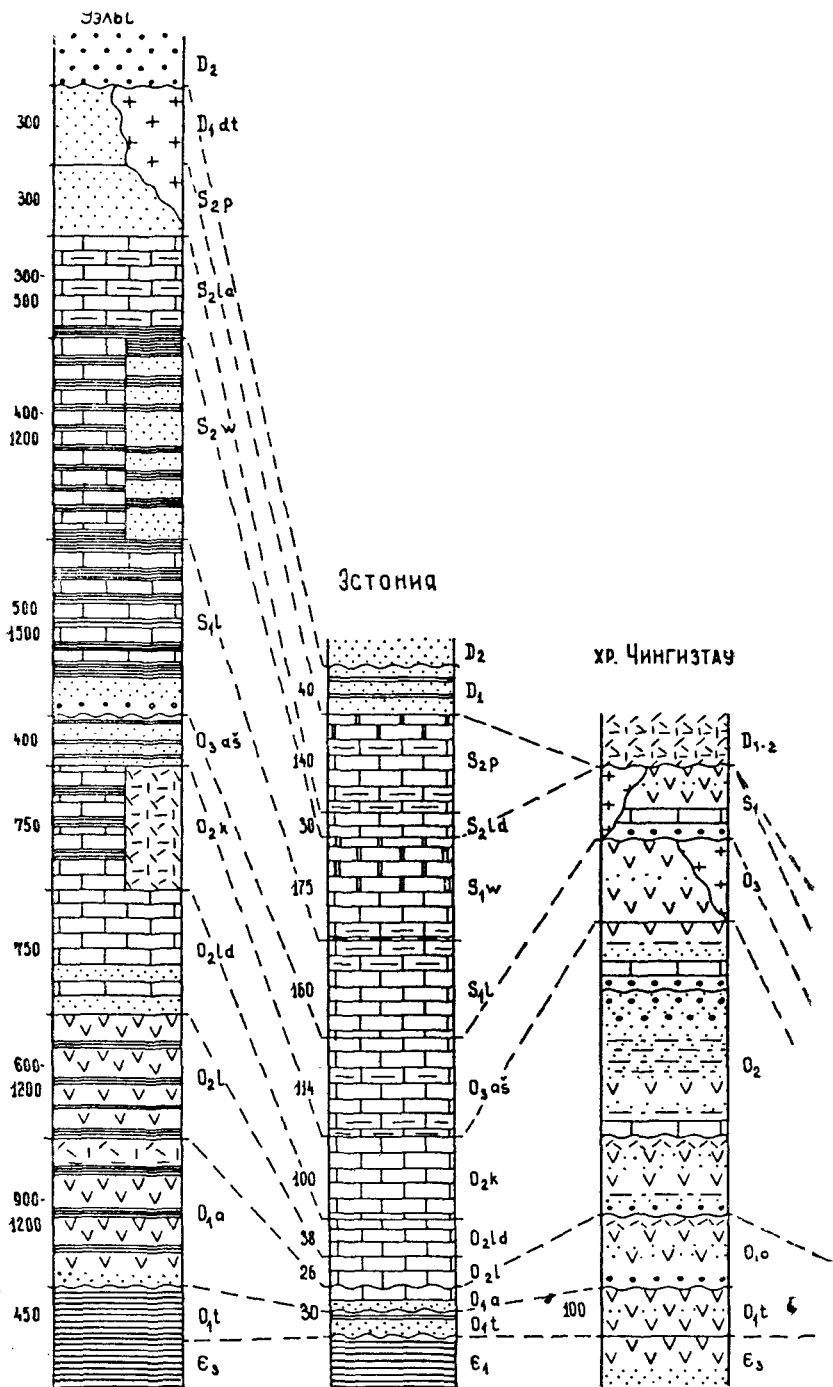 Уэльс
D₂
300
D₁dt
300
S₂p
300-
500
S₂la
400-
1200
S₂w
500
1500
S₁l
400
O₃aš
750
O₂k
750
O₂ld
600-
1200
O₂l
900-
1200
O₁a
450
O₁t
Є₃
Эстония
D₂
40
D₁
140
S₂p
30
S₂ld
175
S₁w
160
S₁l
114
O₃aš
100
O₂k
38
O₂ld
26
O₂l
O₁a
30
O₁t
Є₁
хр. Чингизтау
D₁₋₂
S₁
O₃
O₂
O₁a
100
O₁t
Є₃